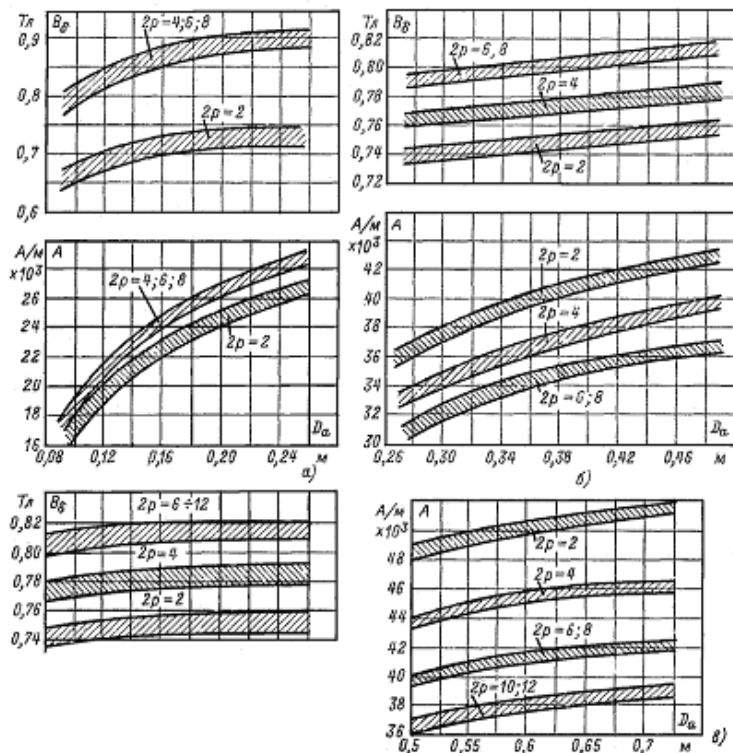 Тл Bδ
0,9
2p=4;6;8
0,8
2p=2
0,7
0,6
Тл Bδ
0,82
2p=6,8
0,80
2p=4
0,78
0,76
0,74
2p=2
0,72
А/м A
×10³
2p=4;6;8
26
24
2p=2
22
20
18
16
Da
0,08 0,12 0,16 0,20 0,24 м
а)
А/м A
×10³
2p=2
42
2p=4
40
38
36
34
2p=6;8
32
30
Da
0,26 0,30 0,34 0,38 0,42 0,46 м
б)
Тл Bδ
2p=6÷12
0,82
0,80
2p=4
0,78
0,76
2p=2
0,74
А/м A
×10³
48
2p=2
46
2p=4
44
42
2p=6;8
40
38
2p=10;12
36
Da
0,5 0,55 0,6 0,65 0,7 м
в)